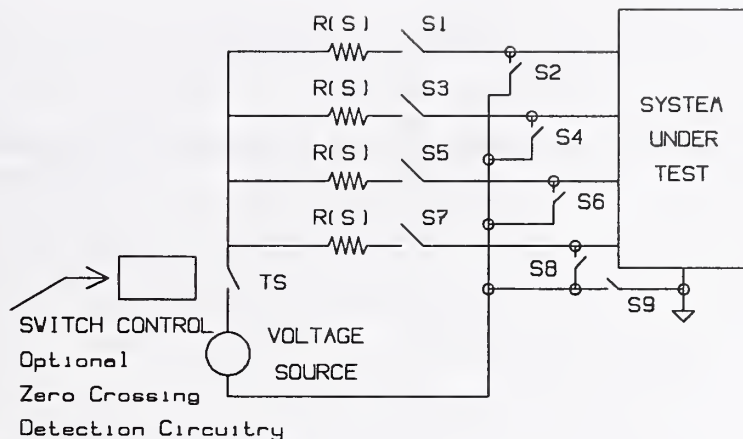 R(S) S1
S2
R(S) S3
S4
R(S) S5
S6
R(S) S7
S8
S9
SYSTEM
UNDER
TEST
TS
SWITCH CONTROL
Optional
Zero Crossing
Detection Circuitry
VOLTAGE
SOURCE